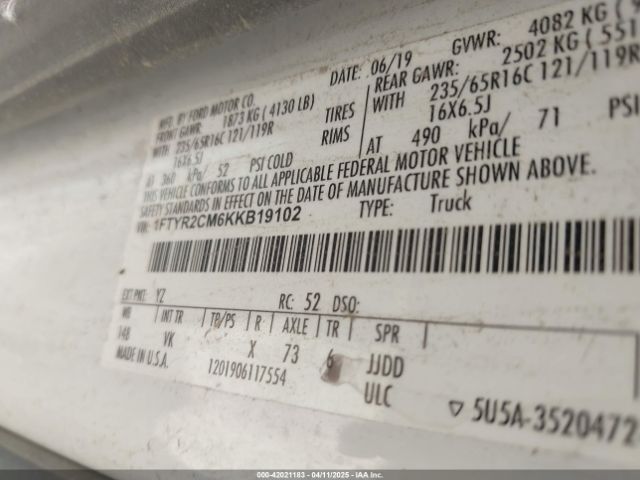 MFG. BY FORD MOTOR CO.
DATE: 06/19
GVWR: 4082 KG
FRONT GAWR: 1873 KG (4130 LB)
REAR GAWR: 2502 KG (551
WITH 235/65R16C 121/119R
TIRES WITH 235/65R16C 121/119R
16X6.5J
RIMS 16X6.5J
AT 360 kPa/ 52 PSI COLD
AT 490 kPa/ 71 PSI
THIS VEHICLE CONFORMS TO ALL APPLICABLE FEDERAL MOTOR VEHICLE
SAFETY STANDARDS IN EFFECT ON THE DATE OF MANUFACTURE SHOWN ABOVE.
VIN: 1FTYR2CM6KKB19102
TYPE: Truck
EXT PNT: YZ RC: 52 DSO:
WB INT TR TP/PS R AXLE TR SPR
148 VK X 73 6 JJDD
MADE IN U.S.A. 1201906117554 ULC
5U5A-3520472
000-42021183 - 04/11/2025 - IAA Inc.